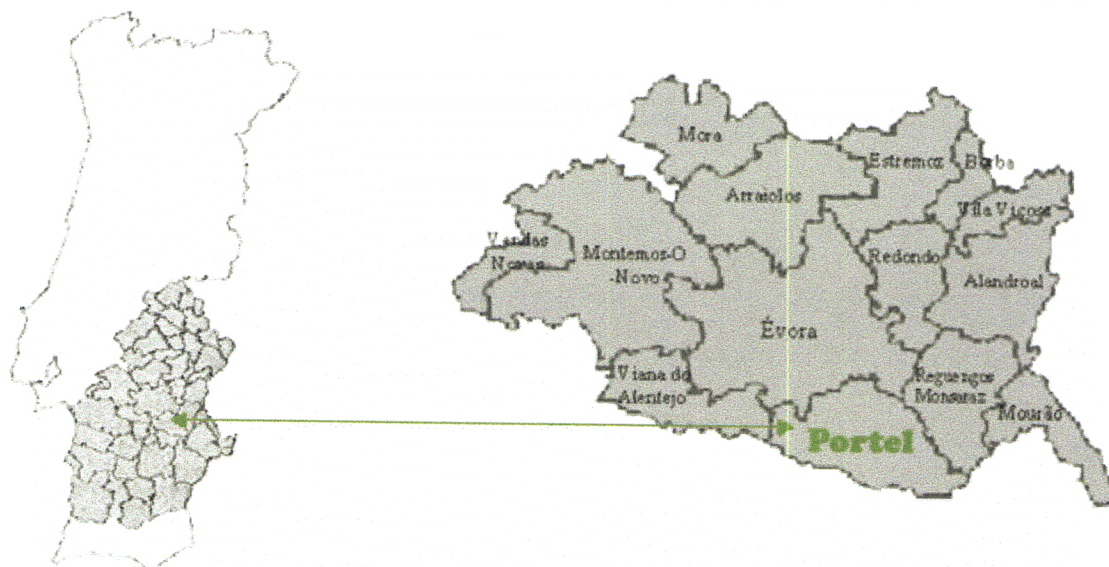 Mora
Estremoz
Borba
Arraiolos
Vila Viçosa
Vendas
Novas
Montemos-O
-Novo
Redondo
Alandroal
Évora
Viana do
Alentejo
Reguengos
Monsaraz
Mourão
Portel